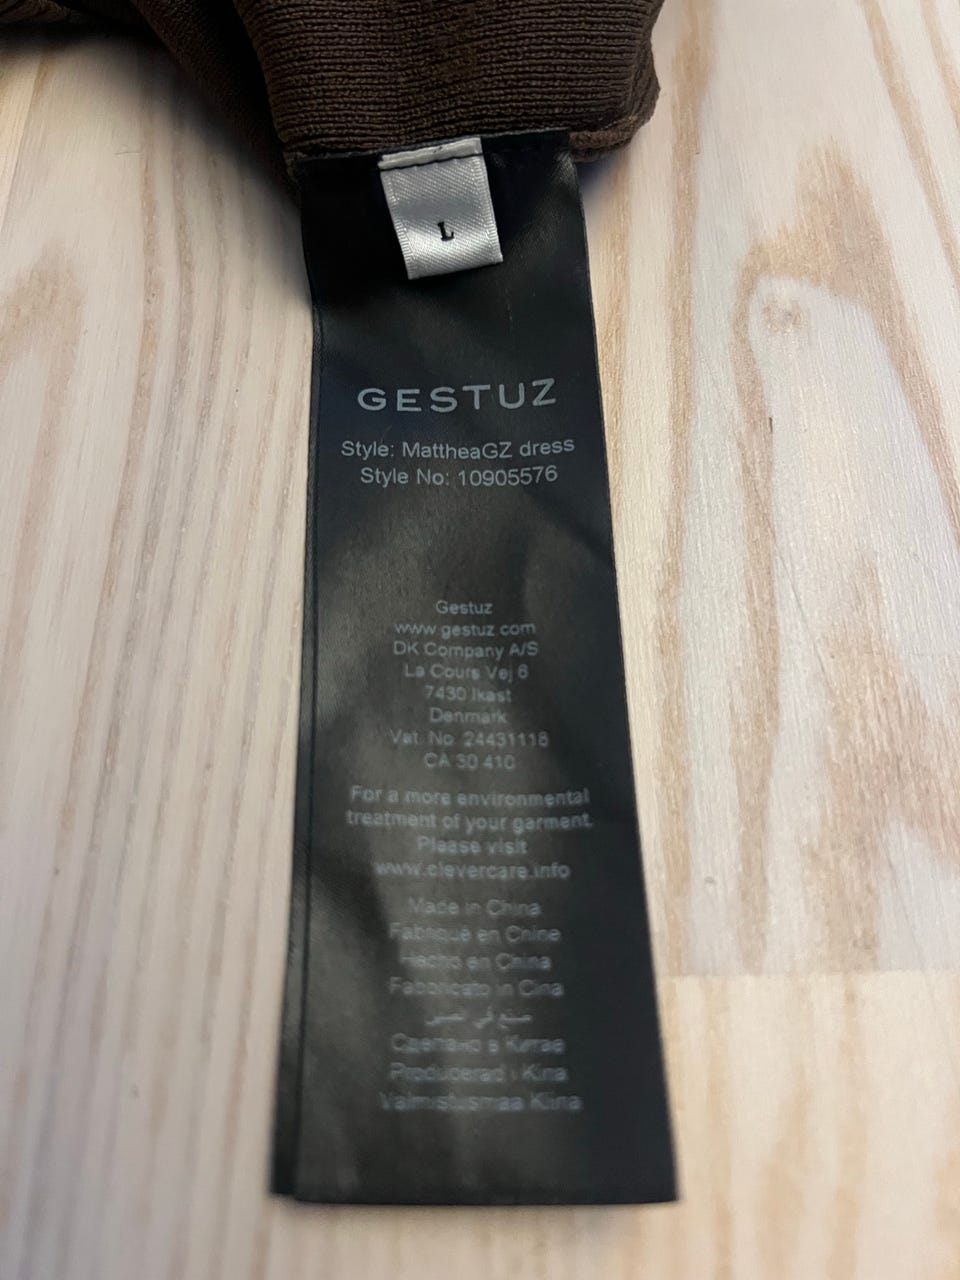 L
GESTUZ
Style: MattheaGZ dress
Style No: 10905576
Gestuz
www.gestuz.com
DK Company A/S
La Cours Vej 6
7430 Ikast
Denmark
Vat. No. 24431118
CA 30 410
For a more environmental
treatment of your garment.
Please visit
www.clevercare.info
Made in China
Fabriqué en Chine
Hecho en China
Fabbricato in Cina
صنع في الصين
Сделано в Китае
Producerad i Kina
Valmistusmaa Kiina